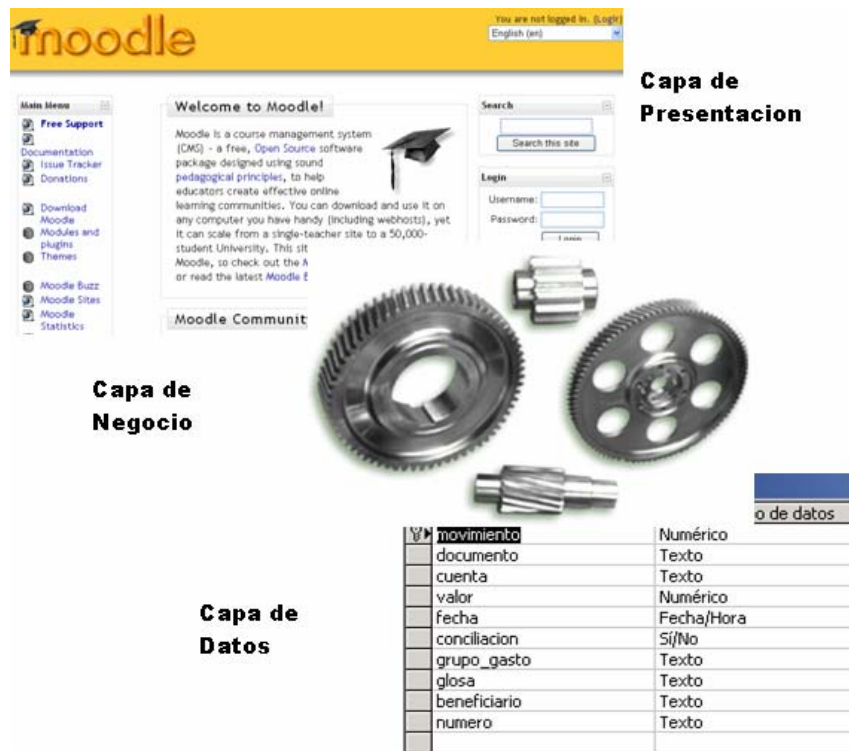 moodle
You are not logged in. (Login)
English (en)
Capa de
Presentacion
Main Menu
Free Support
Documentation
Issue Tracker
Donations
Download
Moodle
Modules and
plugins
Themes
Moodle Buzz
Moodle Sites
Moodle
Statistics
Welcome to Moodle!
Moodle is a course management system
(CMS) - a free, Open Source software
package designed using sound
pedagogical principles, to help
educators create effective online
learning communities. You can download and use it on
any computer you have handy (including webhosts), yet
it can scale from a single-teacher site to a 50,000-
student University. This sit
Moodle, so check out the
or read the latest Moodle
Moodle Communit
Search
Search this site
Login
Username:
Password:
Login
Capa de
Negocio
o de datos
movimiento Numérico
documento Texto
cuenta Texto
valor Numérico
fecha Fecha/Hora
conciliacion Sí/No
grupo_gasto Texto
glosa Texto
beneficiario Texto
numero Texto
Capa de
Datos